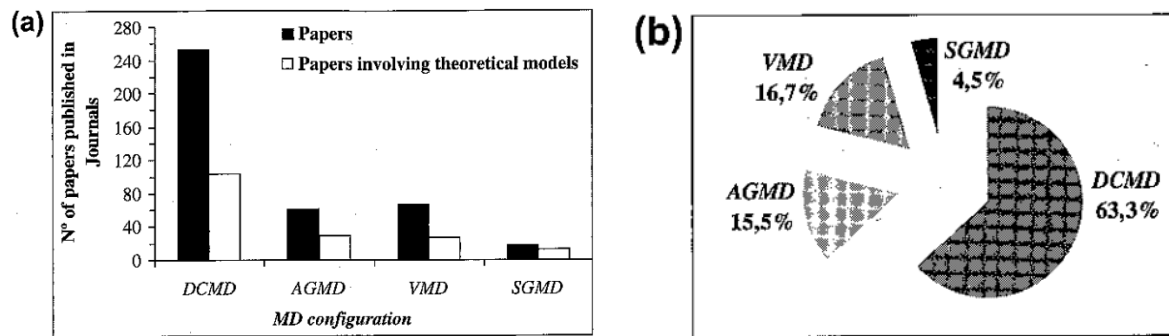 (a)
280
240
200
160
120
80
40
0
Nº of papers published in
Journals
Papers
Papers involving theoretical models
DCMD
AGMD
VMD
SGMD
MD configuration
(b)
VMD
16,7%
SGMD
4,5%
AGMD
15,5%
DCMD
63,3%